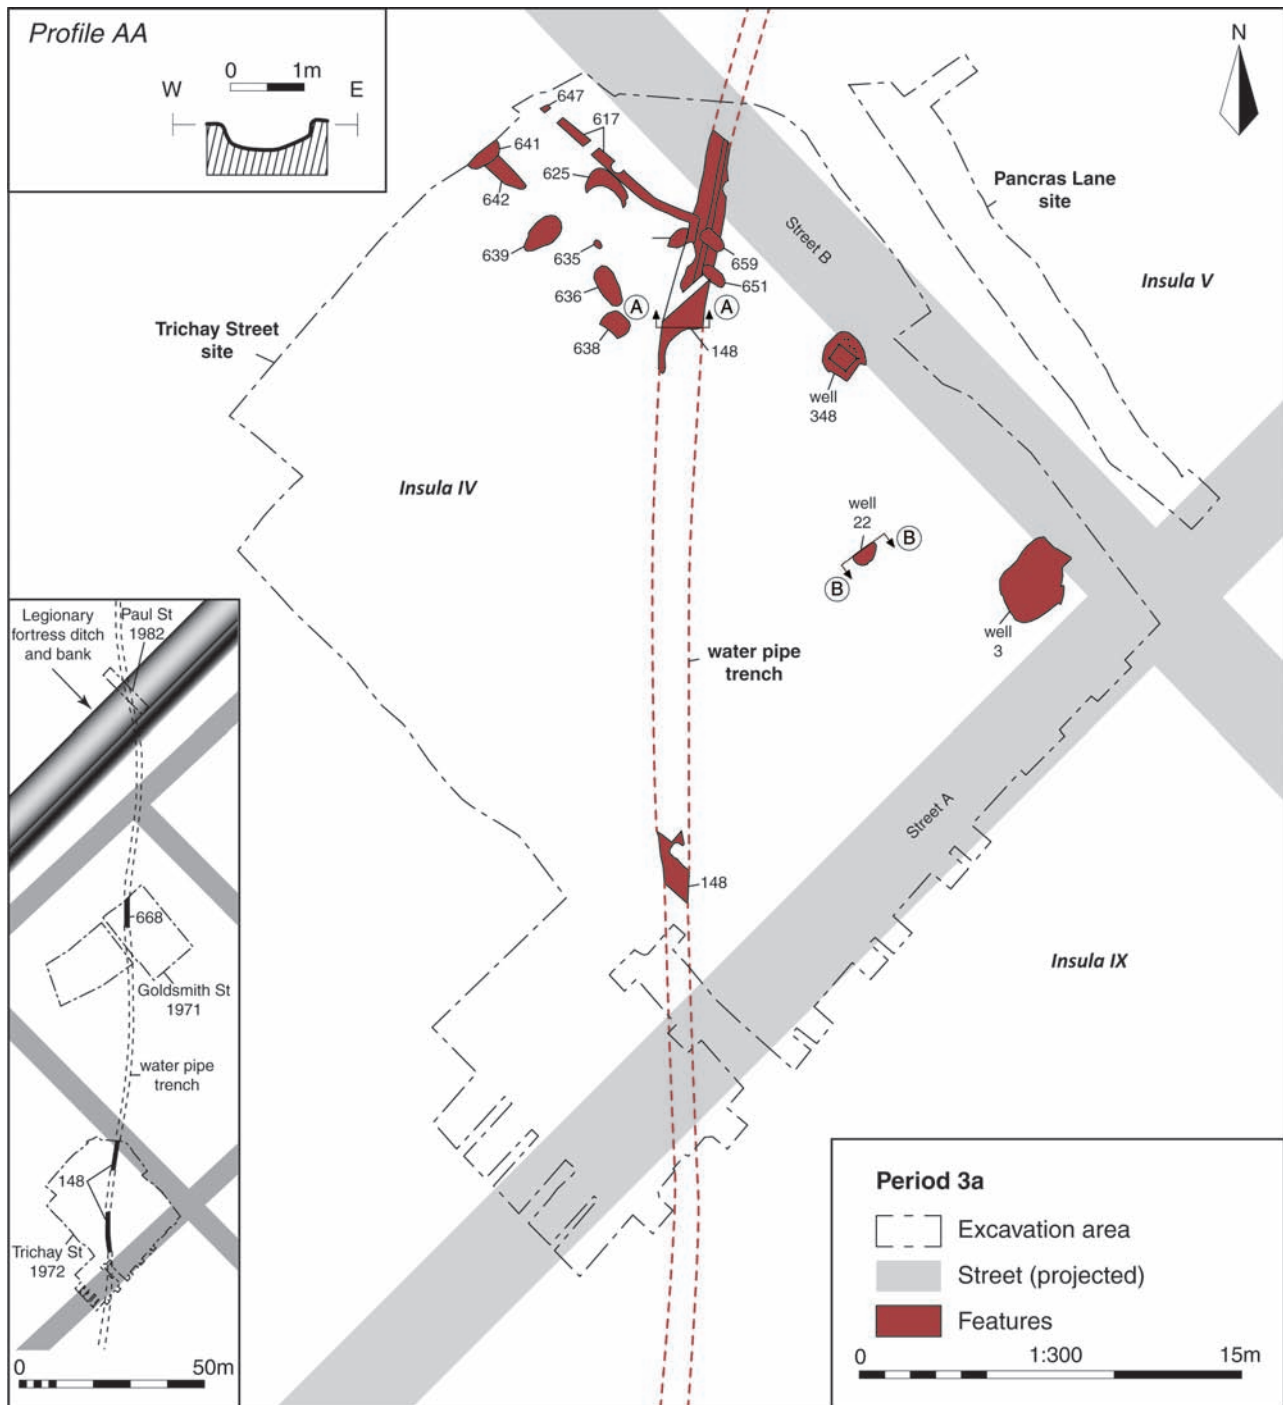 Profile AA
0 1m
W E
N
647
617
641
625
642
Pancras Lane
site
639
635
659
Street B
651
Insula V
636
A A
Trichay Street
site
638
148
well
348
Insula IV
well
22
B
B
well
3
water pipe
trench
Street A
148
Insula IX
Legionary
fortress ditch
and bank
Paul St
1982
668
Goldsmith St
1971
water pipe
trench
148
Trichay St
1972
0 50m
Period 3a
Excavation area
Street (projected)
Features
0 1:300 15m